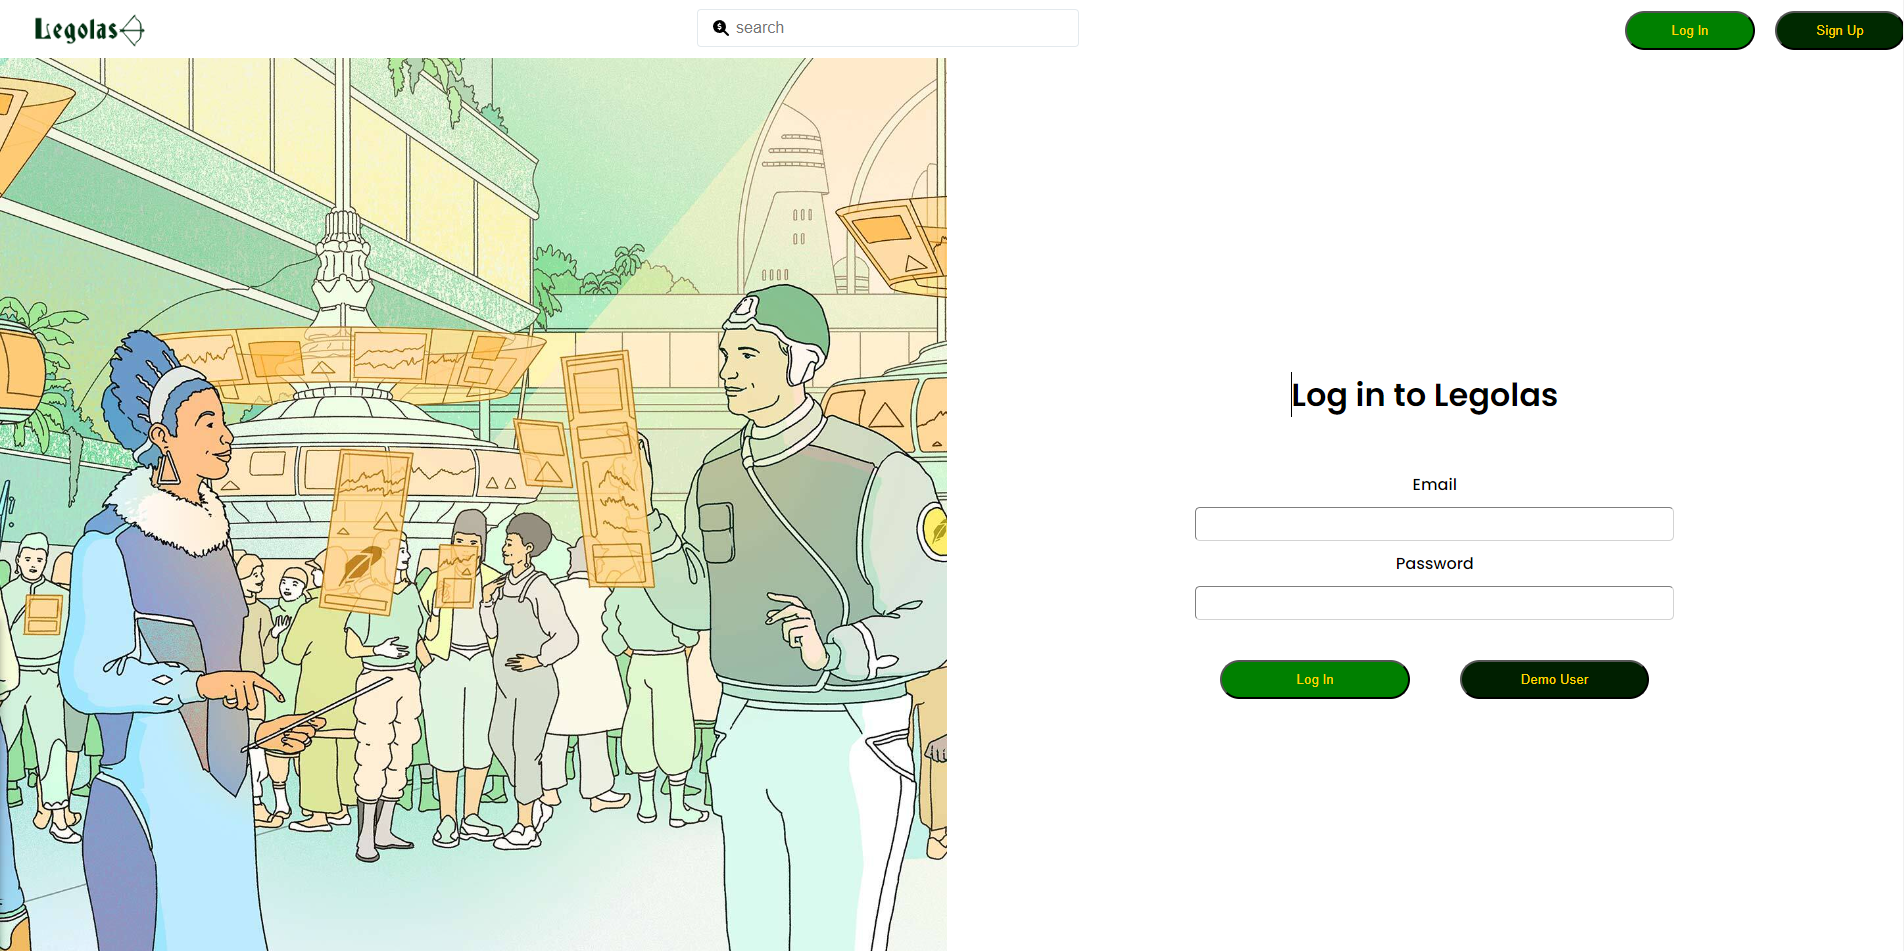 Legolas
search
Log In
Sign Up
Log in to Legolas
Email
Password
Log In
Demo User